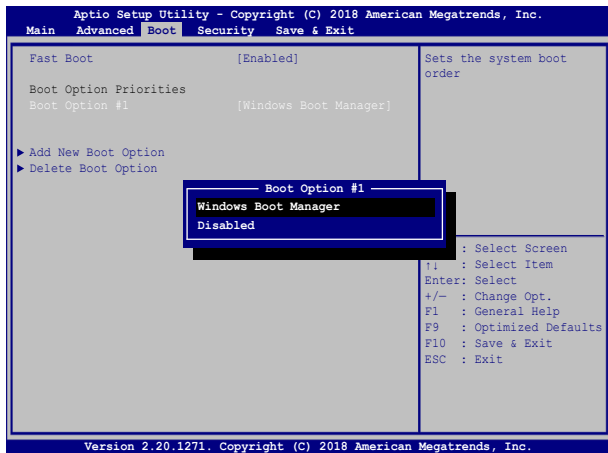 Aptio Setup Utility - Copyright (C) 2018 American Megatrends, Inc.
Main Advanced Boot Security Save & Exit
Fast Boot [Enabled]
Boot Option Priorities
Boot Option #1 [Windows Boot Manager]
Add New Boot Option
Delete Boot Option
Sets the system boot
order
Boot Option #1
Windows Boot Manager
Disabled
: Select Screen
↑↓ : Select Item
Enter: Select
+/— : Change Opt.
F1 : General Help
F9 : Optimized Defaults
F10 : Save & Exit
ESC : Exit
Version 2.20.1271. Copyright (C) 2018 American Megatrends, Inc.